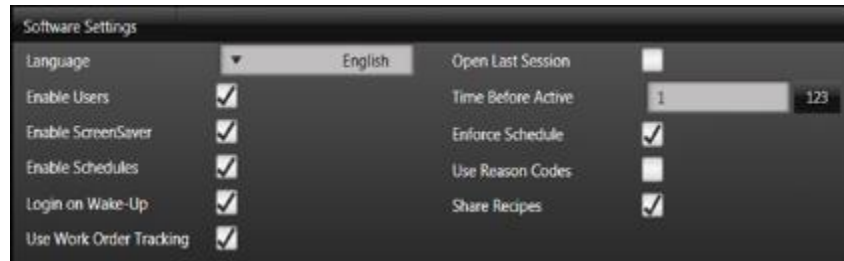 Software Settings
Language ▼ English Open Last Session
Enable Users Time Before Active 1 123
Enable ScreenSaver Enforce Schedule
Enable Schedules Use Reason Codes
Login on Wake-Up Share Recipes
Use Work Order Tracking